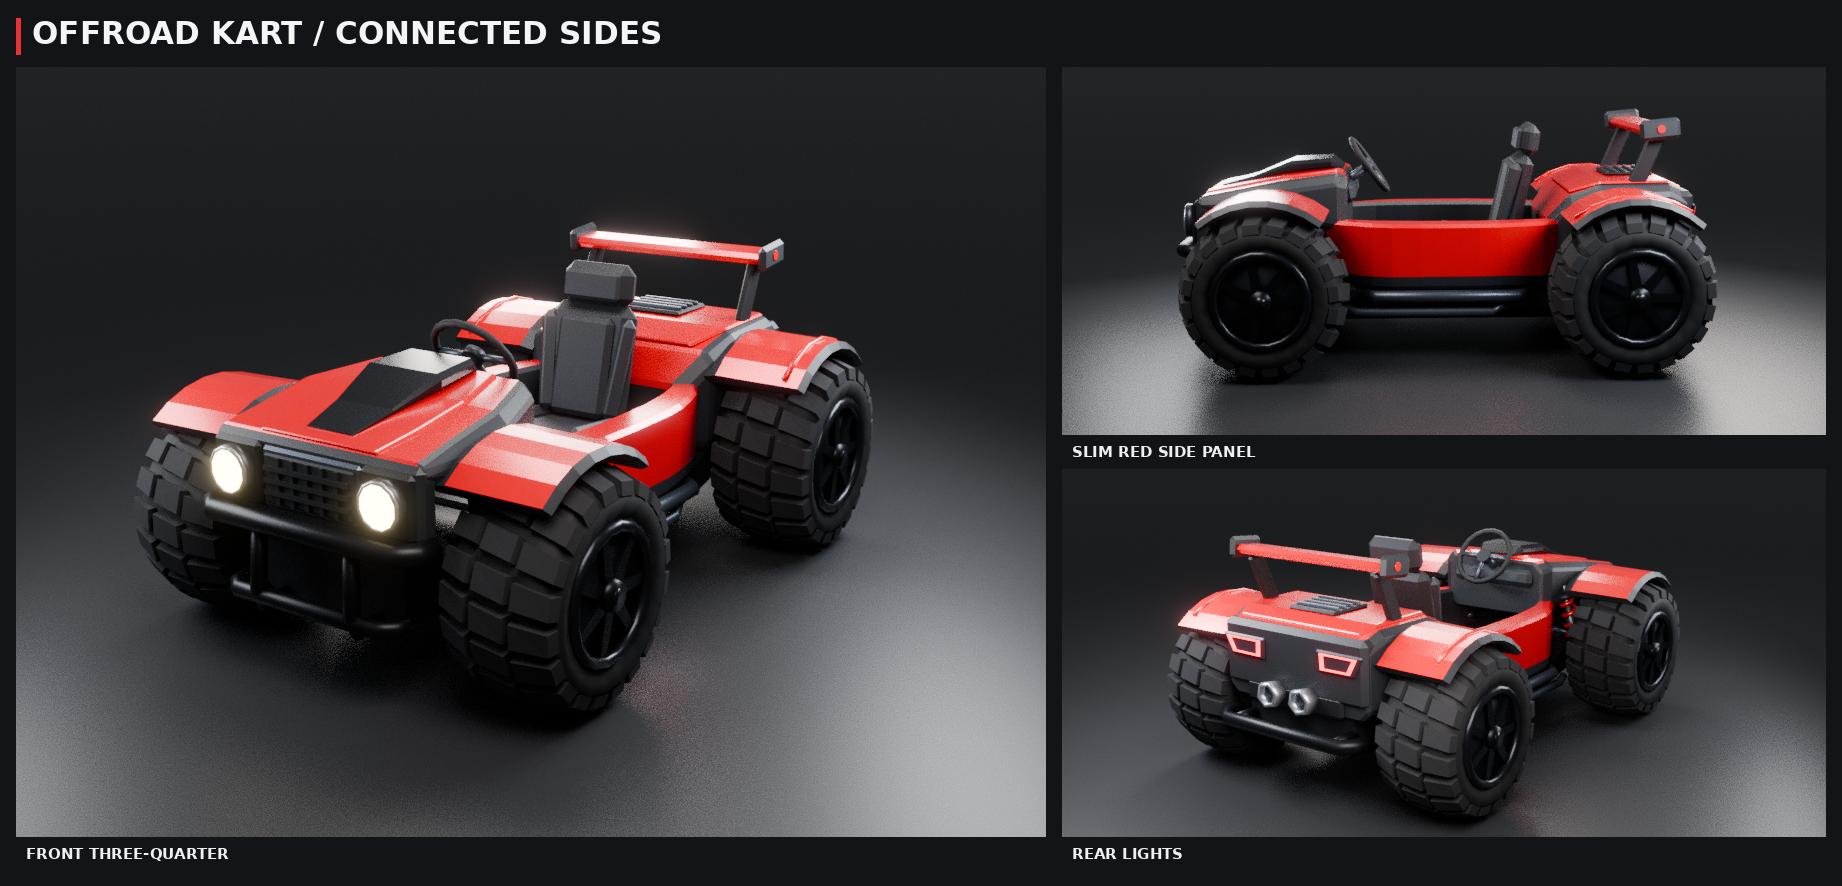 OFFROAD KART / CONNECTED SIDES
FRONT THREE-QUARTER
SLIM RED SIDE PANEL
REAR LIGHTS